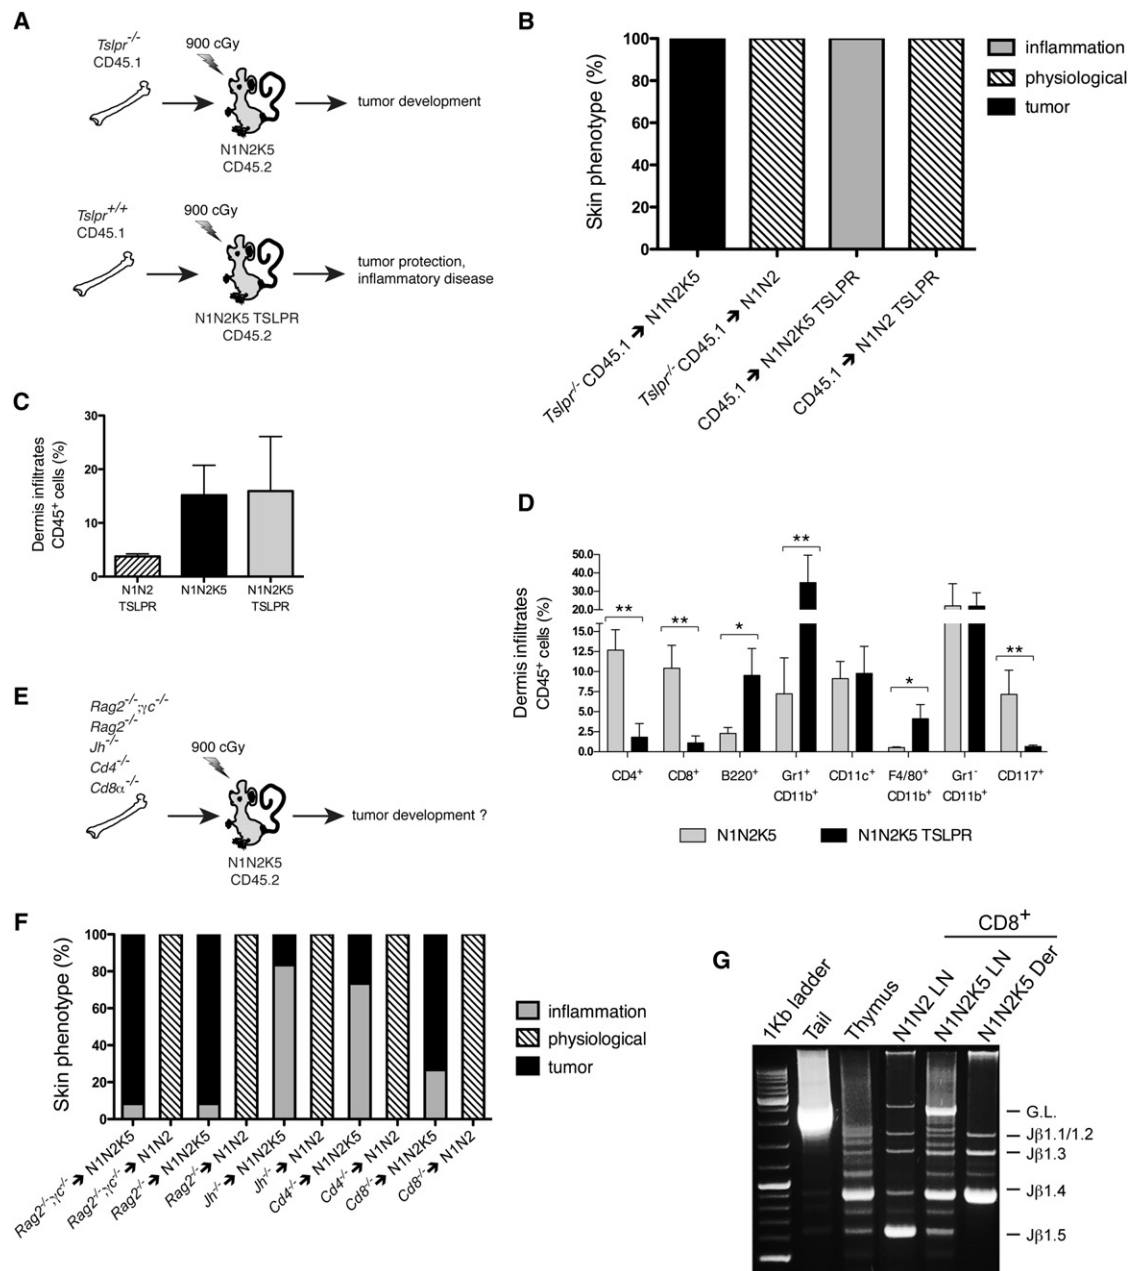 A
Tslpr-/-
CD45.1
900 cGy
tumor development
N1N2K5
CD45.2
Tslpr+/+
CD45.1
900 cGy
tumor protection,
inflammatory disease
N1N2K5 TSLPR
CD45.2
B
Skin phenotype (%)
100
80
60
40
20
0
Tslpr-/- CD45.1 ➔ N1N2K5
Tslpr-/- CD45.1 ➔ N1N2
CD45.1 ➔ N1N2K5 TSLPR
CD45.1 ➔ N1N2 TSLPR
inflammation
physiological
tumor
C
Dermis infiltrates
CD45+ cells (%)
30
20
10
0
N1N2
TSLPR
N1N2K5
N1N2K5
TSLPR
D
Dermis infiltrates
CD45+ cells (%)
50.0
40.0
30.0
20.0
15.0
12.5
10.0
7.5
5.0
2.5
0.0
**
**
*
**
*
**
CD4+
CD8+
B220+
Gr1+
CD11b+
CD11c+
F4/80+
CD11b+
Gr1-
CD11b+
CD117+
N1N2K5
N1N2K5 TSLPR
E
Rag2-/-;γc-/-
Rag2-/-
Jh-/-
Cd4-/-
Cd8α-/-
900 cGy
tumor development ?
N1N2K5
CD45.2
F
Skin phenotype (%)
100
80
60
40
20
0
Rag2-/-;γc-/- ➔ N1N2K5
Rag2-/-;γc-/- ➔ N1N2
Rag2-/- ➔ N1N2K5
Rag2-/- ➔ N1N2
Jh-/- ➔ N1N2K5
Jh-/- ➔ N1N2
Cd4-/- ➔ N1N2K5
Cd4-/- ➔ N1N2
Cd8-/- ➔ N1N2K5
Cd8-/- ➔ N1N2
inflammation
physiological
tumor
G
CD8+
1Kb ladder
Tail
Thymus
N1N2 LN
N1N2K5 LN
N1N2K5 Der
G.L.
Jβ1.1/1.2
Jβ1.3
Jβ1.4
Jβ1.5